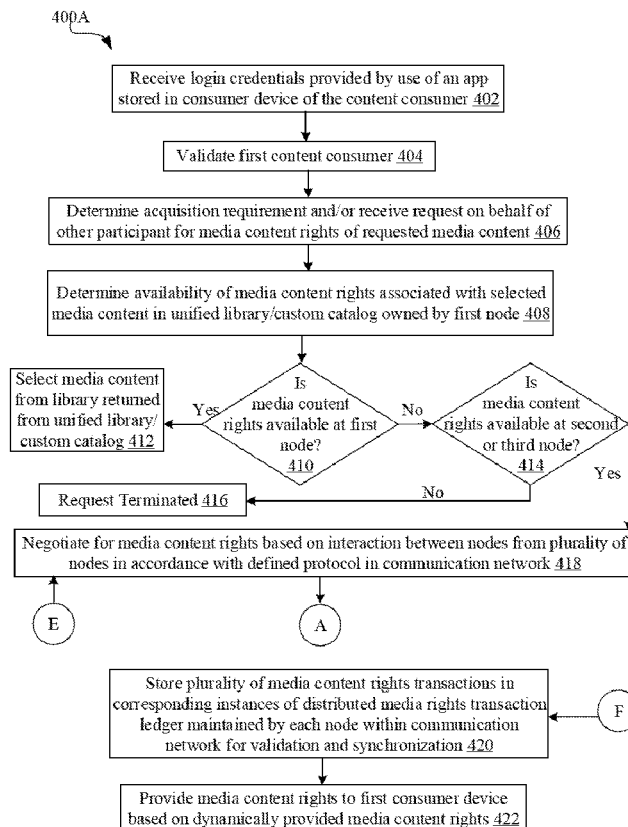 400A
Receive login credentials provided by use of an app
stored in consumer device of the content consumer 402
Validate first content consumer 404
Determine acquisition requirement and/or receive request on behalf of
other participant for media content rights of requested media content 406
Determine availability of media content rights associated with selected
media content in unified library/custom catalog owned by first node 408
Select media content
from library returned
from unified library/
custom catalog 412
Yes
Is
media content
rights available at first
node?
410
No
Is
media content
rights available at second
or third node?
414
Yes
No
Request Terminated 416
Negotiate for media content rights based on interaction between nodes from plurality of
nodes in accordance with defined protocol in communication network 418
E
A
Store plurality of media content rights transactions in
corresponding instances of distributed media rights transaction
ledger maintained by each node within communication
network for validation and synchronization 420
F
Provide media content rights to first consumer device
based on dynamically provided media content rights 422